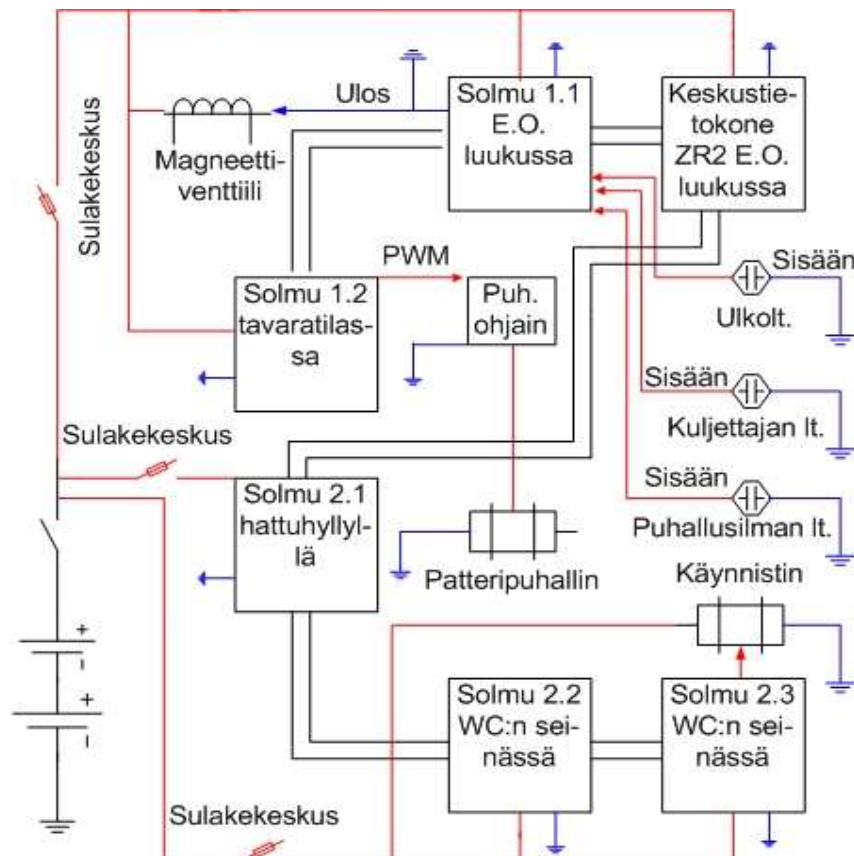 Sulakekeskus
Ulos
Magneetti-
venttiili
Solmu 1.1
E.O.
luukussa
Keskustie-
tokone
ZR2 E.O.
luukussa
PWM
Solmu 1.2
tavaratilas-
sa
Puh.
ohjain
Sisään
Ulkolt.
Sisään
Kuljettajan lt.
Sisään
Puhallusilman lt.
Sulakekeskus
Solmu 2.1
hattuhyllyl-
lä
Patteripuhallin
Käynnistin
+
–
+
–
Solmu 2.2
WC:n sei-
nässä
Solmu 2.3
WC:n sei-
nässä
Sulakekeskus